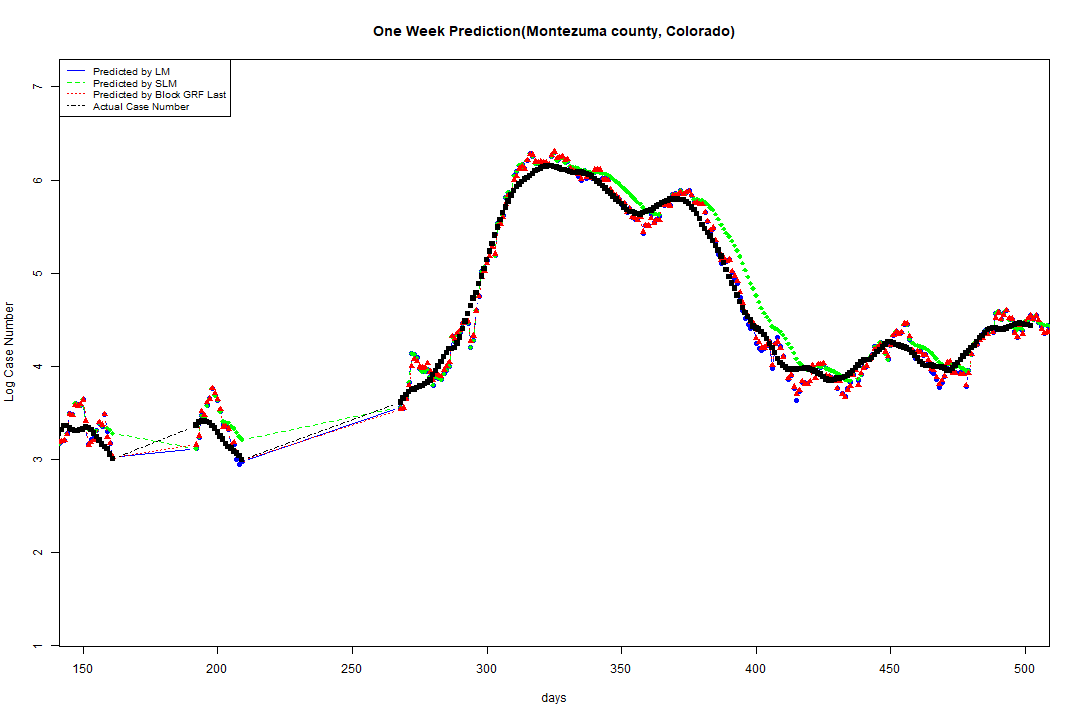 One Week Prediction(Montezuma county, Colorado)
Predicted by LM
Predicted by SLM
Predicted by Block GRF Last
Actual Case Number
7
6
5
4
3
2
1
Log Case Number
150 200 250 300 350 400 450 500
days